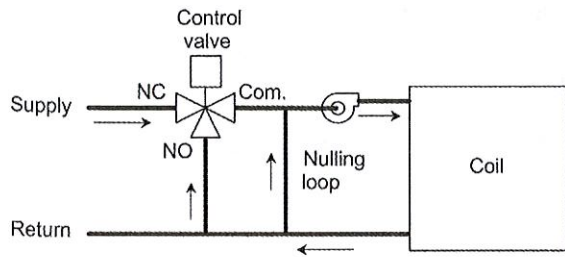 Control
valve
NC
Com.
Supply
NO
Nulling
loop
Coil
Return